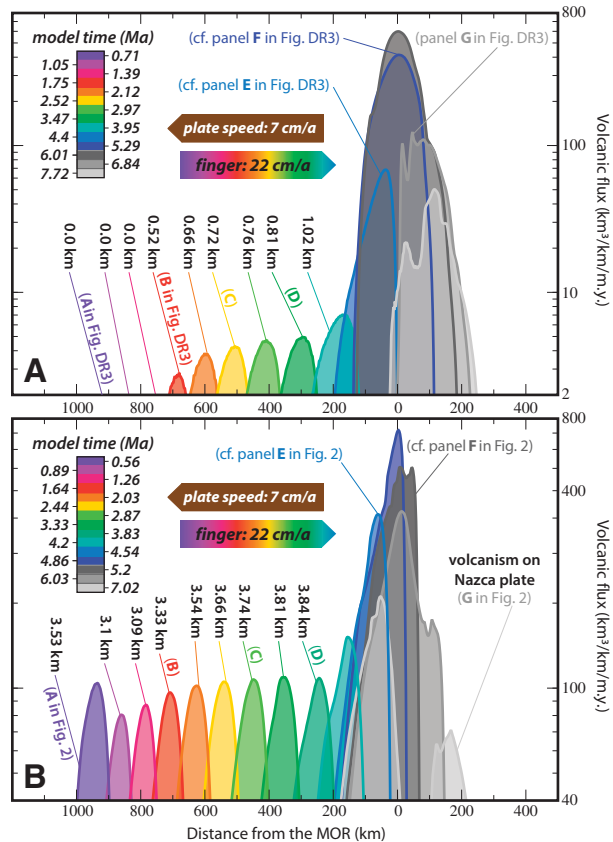 A
model time (Ma)
0.71
1.05
1.39
1.75
2.12
2.52
2.97
3.47
3.95
4.4
5.29
6.01
6.84
7.72
(cf. panel F in Fig. DR3)
(panel G in Fig. DR3)
(cf. panel E in Fig. DR3)
plate speed: 7 cm/a
finger: 22 cm/a
0.0 km
(A in Fig. DR3)
0.0 km
0.0 km
0.52 km
(B in Fig. DR3)
0.66 km
0.72 km
(C)
0.76 km
0.81 km
(D)
1.02 km
800
100
10
2
Volcanic flux (km³/km/m.y.)
1000
800
600
400
200
0
200
400
B
model time (Ma)
0.56
0.89
1.26
1.64
2.03
2.44
2.87
3.33
3.83
4.2
4.54
4.86
5.2
6.03
7.02
(cf. panel E in Fig. 2)
(cf. panel F in Fig. 2)
plate speed: 7 cm/a
finger: 22 cm/a
volcanism on
Nazca plate
(G in Fig. 2)
3.53 km
(A in Fig. 2)
3.1 km
3.09 km
3.33 km
(B)
3.54 km
3.66 km
3.74 km
(C)
3.81 km
3.84 km
(D)
800
400
100
40
Volcanic flux (km³/km/m.y.)
1000
800
600
400
200
0
200
400
Distance from the MOR (km)